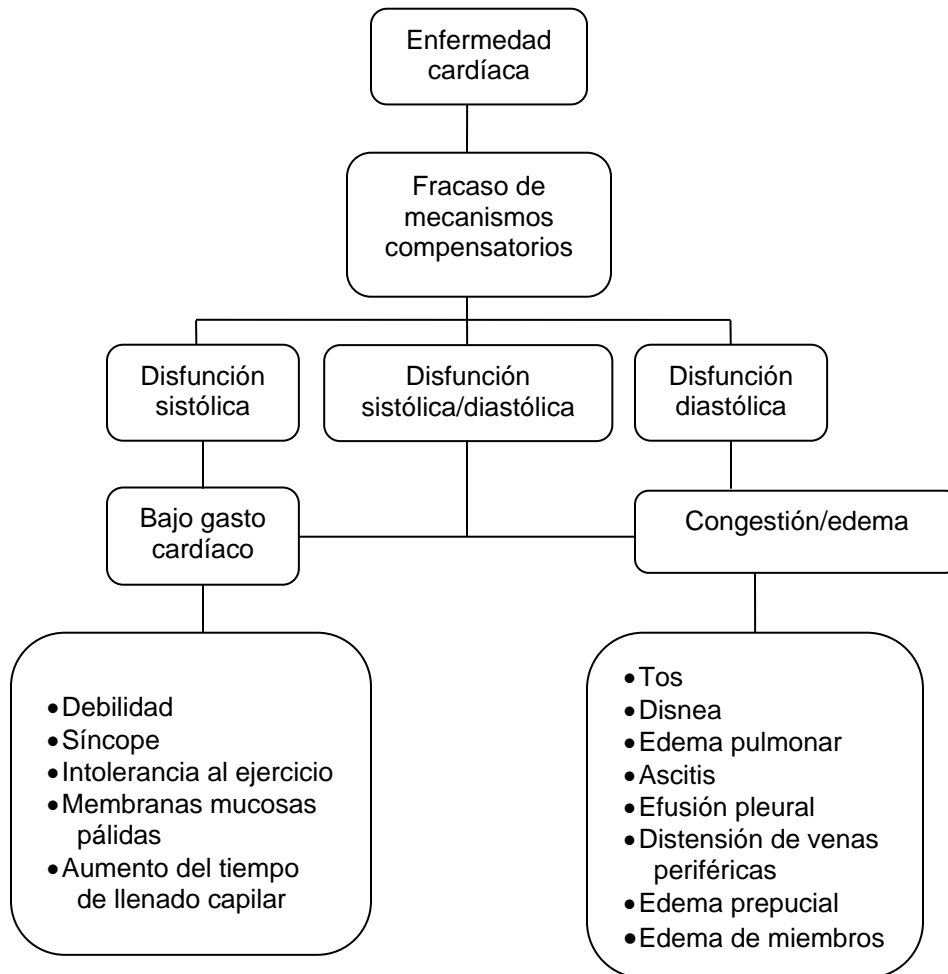 Enfermedad
cardíaca
Fracaso de
mecanismos
compensatorios
Disfunción
sistólica
Disfunción
sistólica/diastólica
Disfunción
diastólica
Bajo gasto
cardíaco
Congestión/edema
•Debilidad
•Síncope
•Intolerancia al ejercicio
•Membranas mucosas
pálidas
•Aumento del tiempo
de llenado capilar
•Tos
•Disnea
•Edema pulmonar
•Ascitis
•Efusión pleural
•Distensión de venas
periféricas
•Edema prepucial
•Edema de miembros